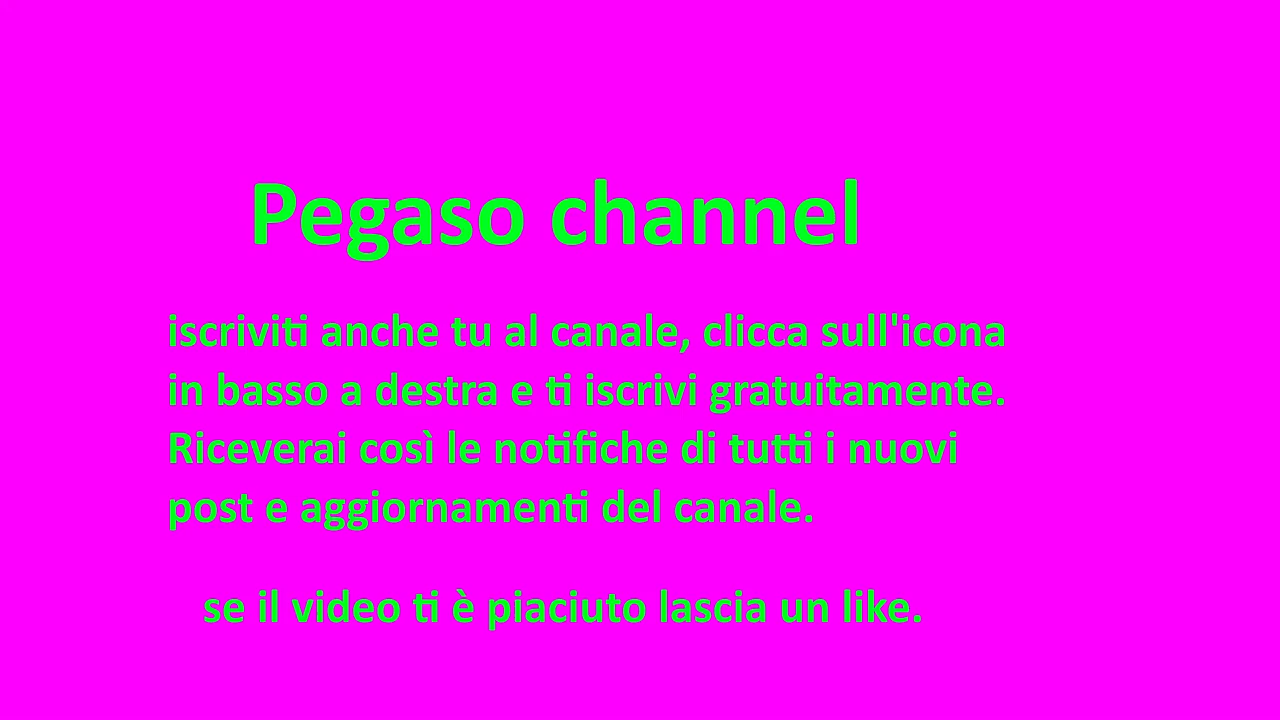 Pegaso channel
iscriviti anche tu al canale, clicca sull'icona
in basso a destra e ti iscrivi gratuitamente.
Riceverai così le notifiche di tutti i nuovi
post e aggiornamenti del canale.
se il video ti è piaciuto lascia un like.